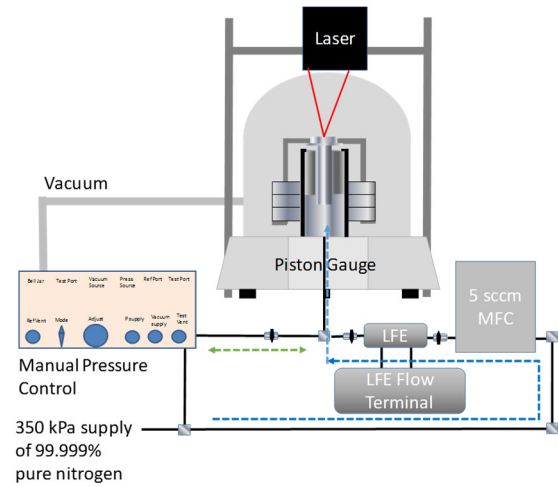 Laser
Vacuum
Piston Gauge
5 sccm
MFC
Bell Jar
Test Port
Vacuum
Source
Press
Source
Ref Port
Test Port
Ref Vent
Mode
Adjust
P supply
Vacuum
supply
Test
Vent
LFE
Manual Pressure
Control
LFE Flow
Terminal
350 kPa supply
of 99.999%
pure nitrogen